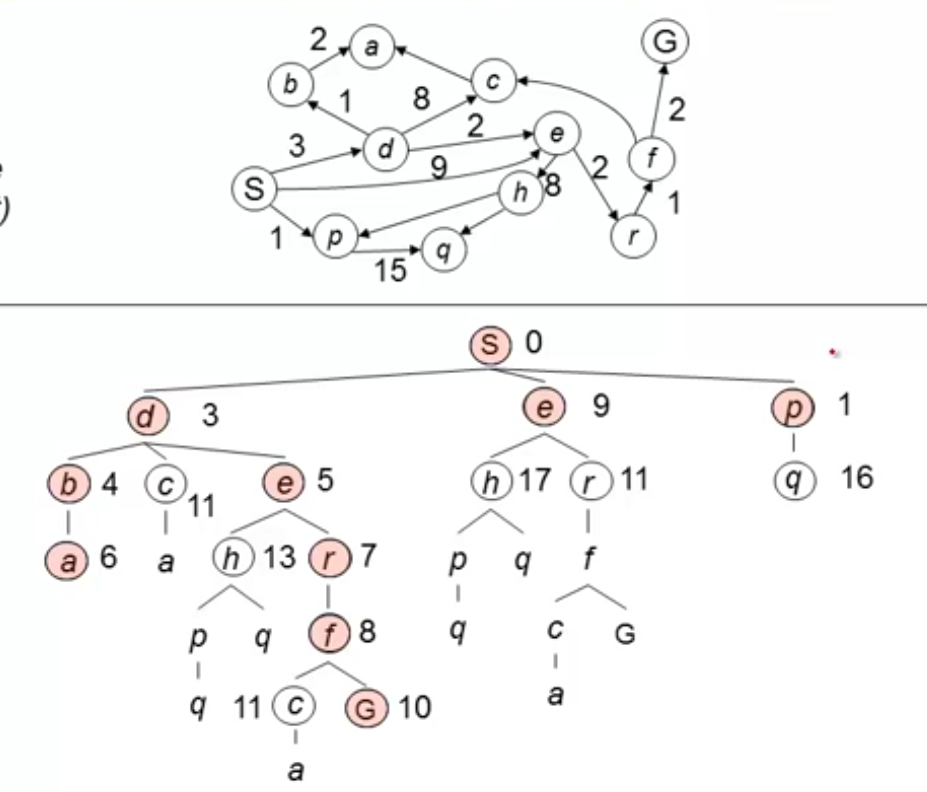 2 a G
b c
1 8 2
3 d 2 e f
9 2
S h 8 1
1 p q r
15
)
S 0
d 3 e 9 p 1
b 4 c 11 e 5 h 17 r 11 q 16
a 6 a h 13 r 7 p q f
p q f 8 q c G
q 11 c G 10 a
a